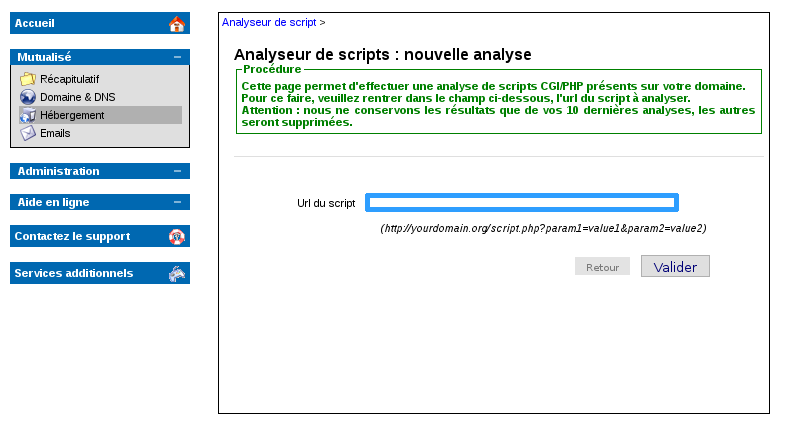 Accueil
Mutualisé
Récapitulatif
Domaine & DNS
Hébergement
Emails
Administration
Aide en ligne
Contactez le support
Services additionnels
Analyseur de script >
Analyseur de scripts : nouvelle analyse
Procédure
Cette page permet d'effectuer une analyse de scripts CGI/PHP présents sur votre domaine.
Pour ce faire, veuillez rentrer dans le champ ci-dessous, l'url du script à analyser.
Attention : nous ne conservons les résultats que de vos 10 dernières analyses, les autres
seront supprimées.
Url du script
(http://yourdomain.org/script.php?param1=value1&param2=value2)
Retour
Valider